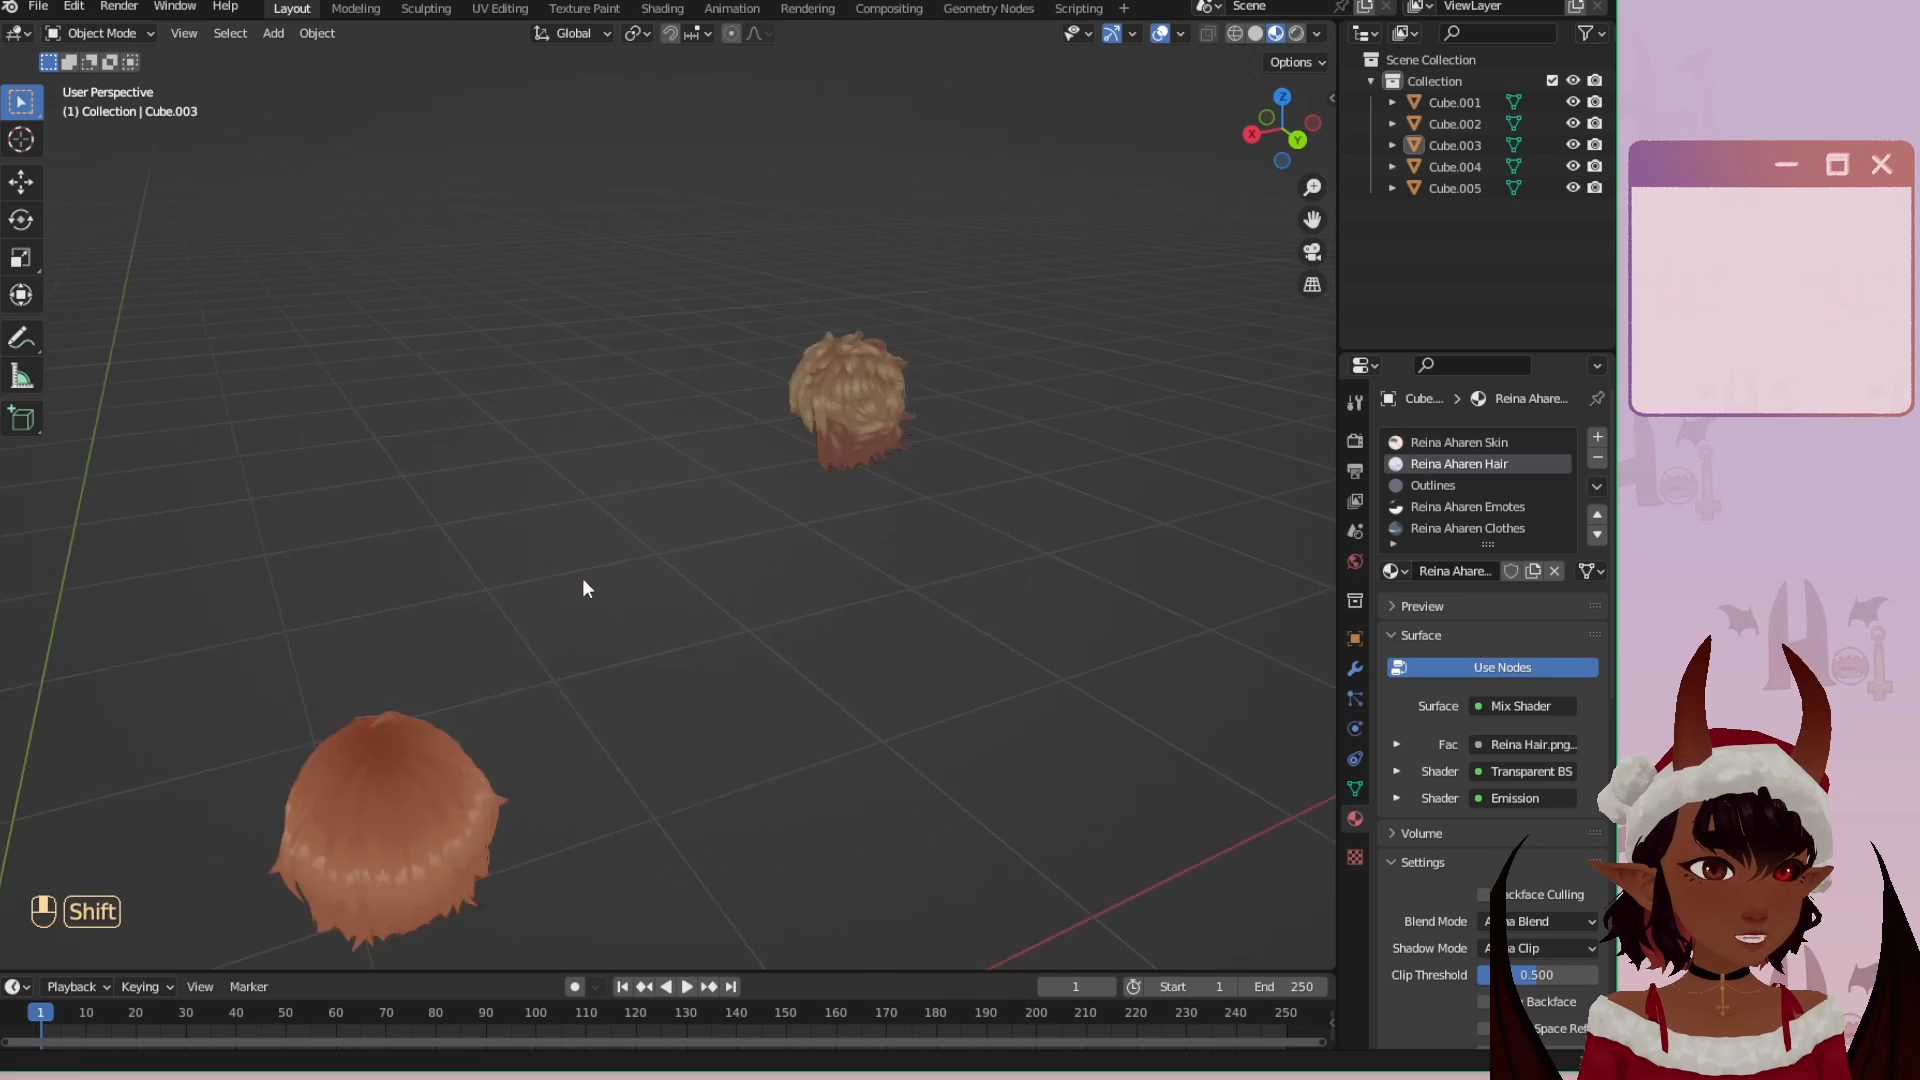 File Edit Render Window Help Layout Modeling Sculpting UV Editing Texture Paint Shading Animation Rendering Compositing Geometry Nodes Scripting + Scene ViewLayer
Object Mode View Select Add Object Global
Options
User Perspective
(1) Collection | Cube.003
Z
X
Y
Scene Collection
Collection
Cube.001
Cube.002
Cube.003
Cube.004
Cube.005
Cube.... > Reina Ahare...
Reina Aharen Skin
Reina Aharen Hair
Outlines
Reina Aharen Emotes
Reina Aharen Clothes
Reina Ahare...
Preview
Surface
Use Nodes
Surface Mix Shader
Fac Reina Hair.png...
Shader Transparent BS
Shader Emission
Volume
Settings
ackface Culling
Blend Mode
Blend
Shadow Mode
Clip
Clip Threshold 0.500
Backface
Space Ref
Shift
Playback Keying View Marker
1 Start 1 End 250
1 10 20 30 40 50 60 70 80 90 100 110 120 130 140 150 160 170 180 190 200 210 220 230 240 250